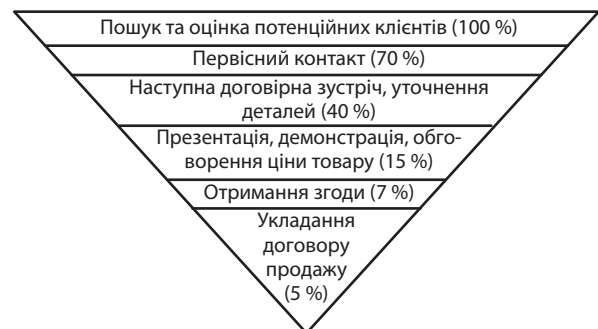 Пошук та оцінка потенційних клієнтів (100 %)
Первісний контакт (70 %)
Наступна договірна зустріч, уточнення
деталей (40 %)
Презентація, демонстрація, обго-
ворення ціни товару (15 %)
Отримання згоди (7 %)
Укладання
договору
продажу
(5 %)